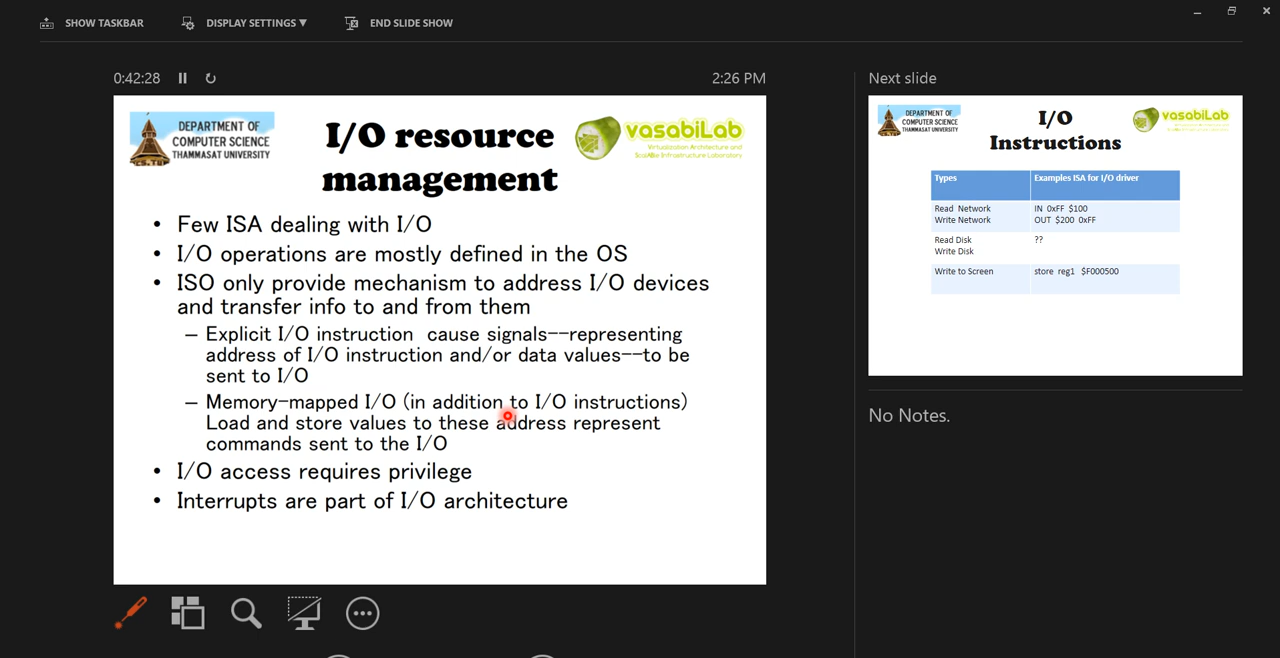 SHOW TASKBAR
DISPLAY SETTINGS ▼
END SLIDE SHOW
0:42:28
2:26 PM
DEPARTMENT OF
COMPUTER SCIENCE
THAMMASAT UNIVERSITY
I/O resource
management
vasabiLab
Virtualization Architecture and
ScalAble Infrastructure Laboratory
• Few ISA dealing with I/O
• I/O operations are mostly defined in the OS
• ISO only provide mechanism to address I/O devices
and transfer info to and from them
– Explicit I/O instruction cause signals--representing
address of I/O instruction and/or data values--to be
sent to I/O
– Memory-mapped I/O (in addition to I/O instructions)
Load and store values to these address represent
commands sent to the I/O
• I/O access requires privilege
• Interrupts are part of I/O architecture
Next slide
DEPARTMENT OF
COMPUTER SCIENCE
THAMMASAT UNIVERSITY
I/O
Instructions
vasabiLab
Types Examples ISA for I/O driver
Read Network IN 0xFF $100
Write Network OUT $200 0xFF
Read Disk ??
Write Disk
Write to Screen store reg1 $F000500
No Notes.